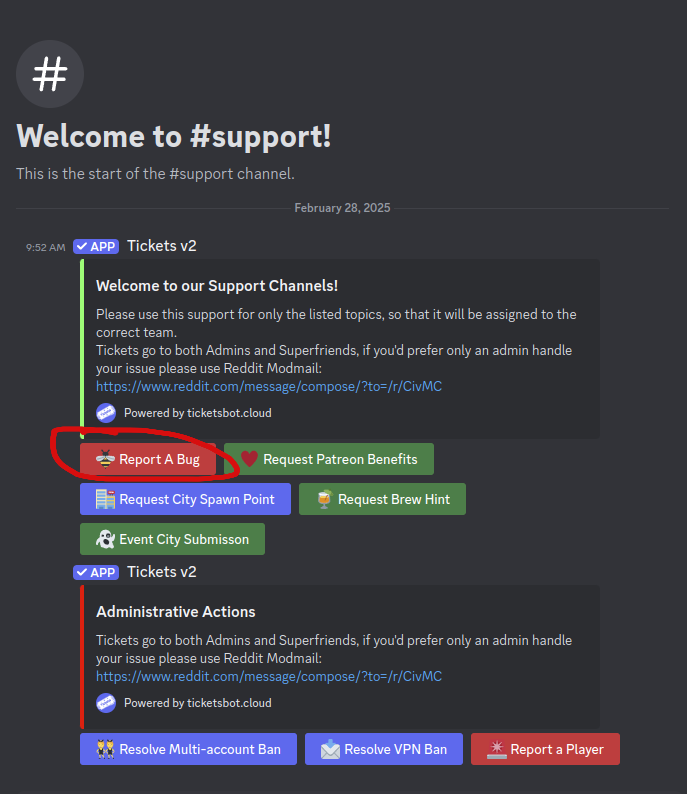 #
Welcome to #support!
This is the start of the #support channel.
February 28, 2025
9:52 AM APP Tickets v2
Welcome to our Support Channels!
Please use this support for only the listed topics, so that it will be assigned to the
correct team.
Tickets go to both Admins and Superfriends, if you'd prefer only an admin handle
your issue please use Reddit Modmail:
https://www.reddit.com/message/compose/?to=/r/CivMC
Powered by ticketsbot.cloud
Report A Bug Request Patreon Benefits
Request City Spawn Point Request Brew Hint
Event City Submisson
APP Tickets v2
Administrative Actions
Tickets go to both Admins and Superfriends, if you'd prefer only an admin handle
your issue please use Reddit Modmail:
https://www.reddit.com/message/compose/?to=/r/CivMC
Powered by ticketsbot.cloud
Resolve Multi-account Ban Resolve VPN Ban Report a Player